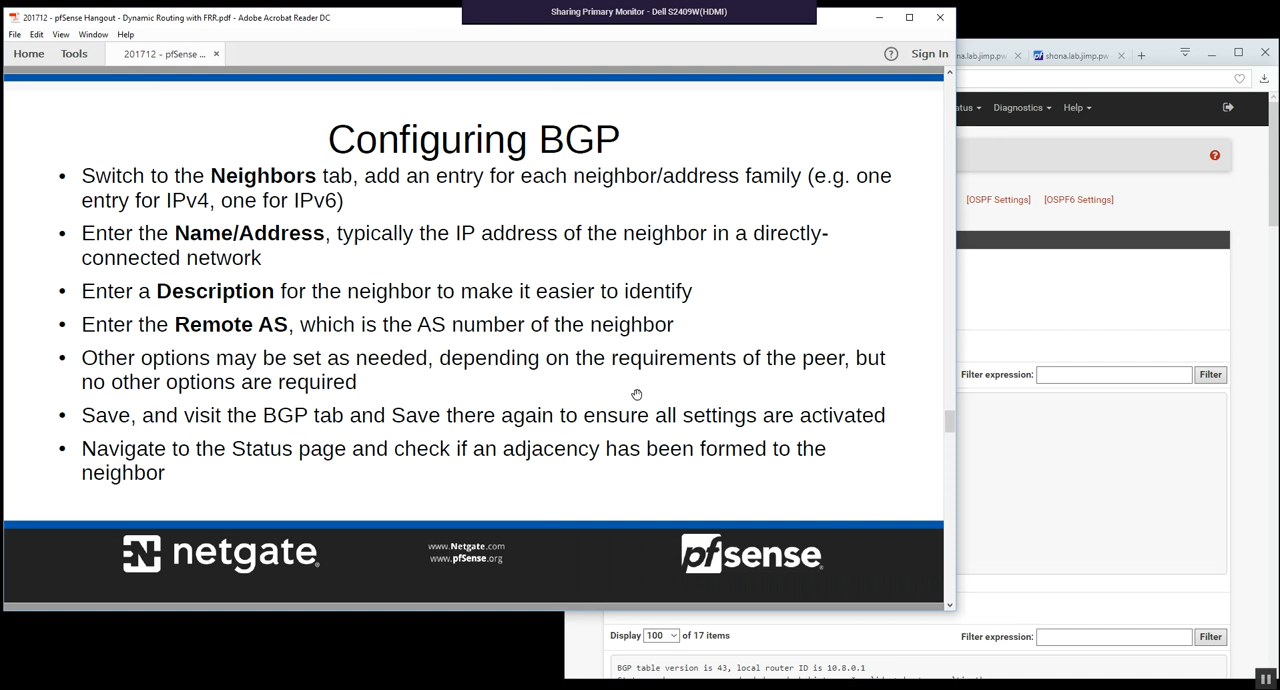 Sharing Primary Monitor - Dell S2409W(HDMI)
201712 - pfSense Hangout - Dynamic Routing with FRR.pdf - Adobe Acrobat Reader DC
File Edit View Window Help
Home Tools 201712 - pfSense ... × Sign In
Configuring BGP
• Switch to the Neighbors tab, add an entry for each neighbor/address family (e.g. one
entry for IPv4, one for IPv6)
• Enter the Name/Address, typically the IP address of the neighbor in a directly-
connected network
• Enter a Description for the neighbor to make it easier to identify
• Enter the Remote AS, which is the AS number of the neighbor
• Other options may be set as needed, depending on the requirements of the peer, but
no other options are required
• Save, and visit the BGP tab and Save there again to ensure all settings are activated
• Navigate to the Status page and check if an adjacency has been formed to the
neighbor
netgate®
www.Netgate.com
www.pfSense.org
pfsense®
na.lab.jimp.pw × shona.lab.jimp.pw × +
atus Diagnostics Help
[OSPF Settings] [OSPF6 Settings]
Filter expression: Filter
Display 100 of 17 items Filter expression: Filter
BGP table version is 43, local router ID is 10.8.0.1